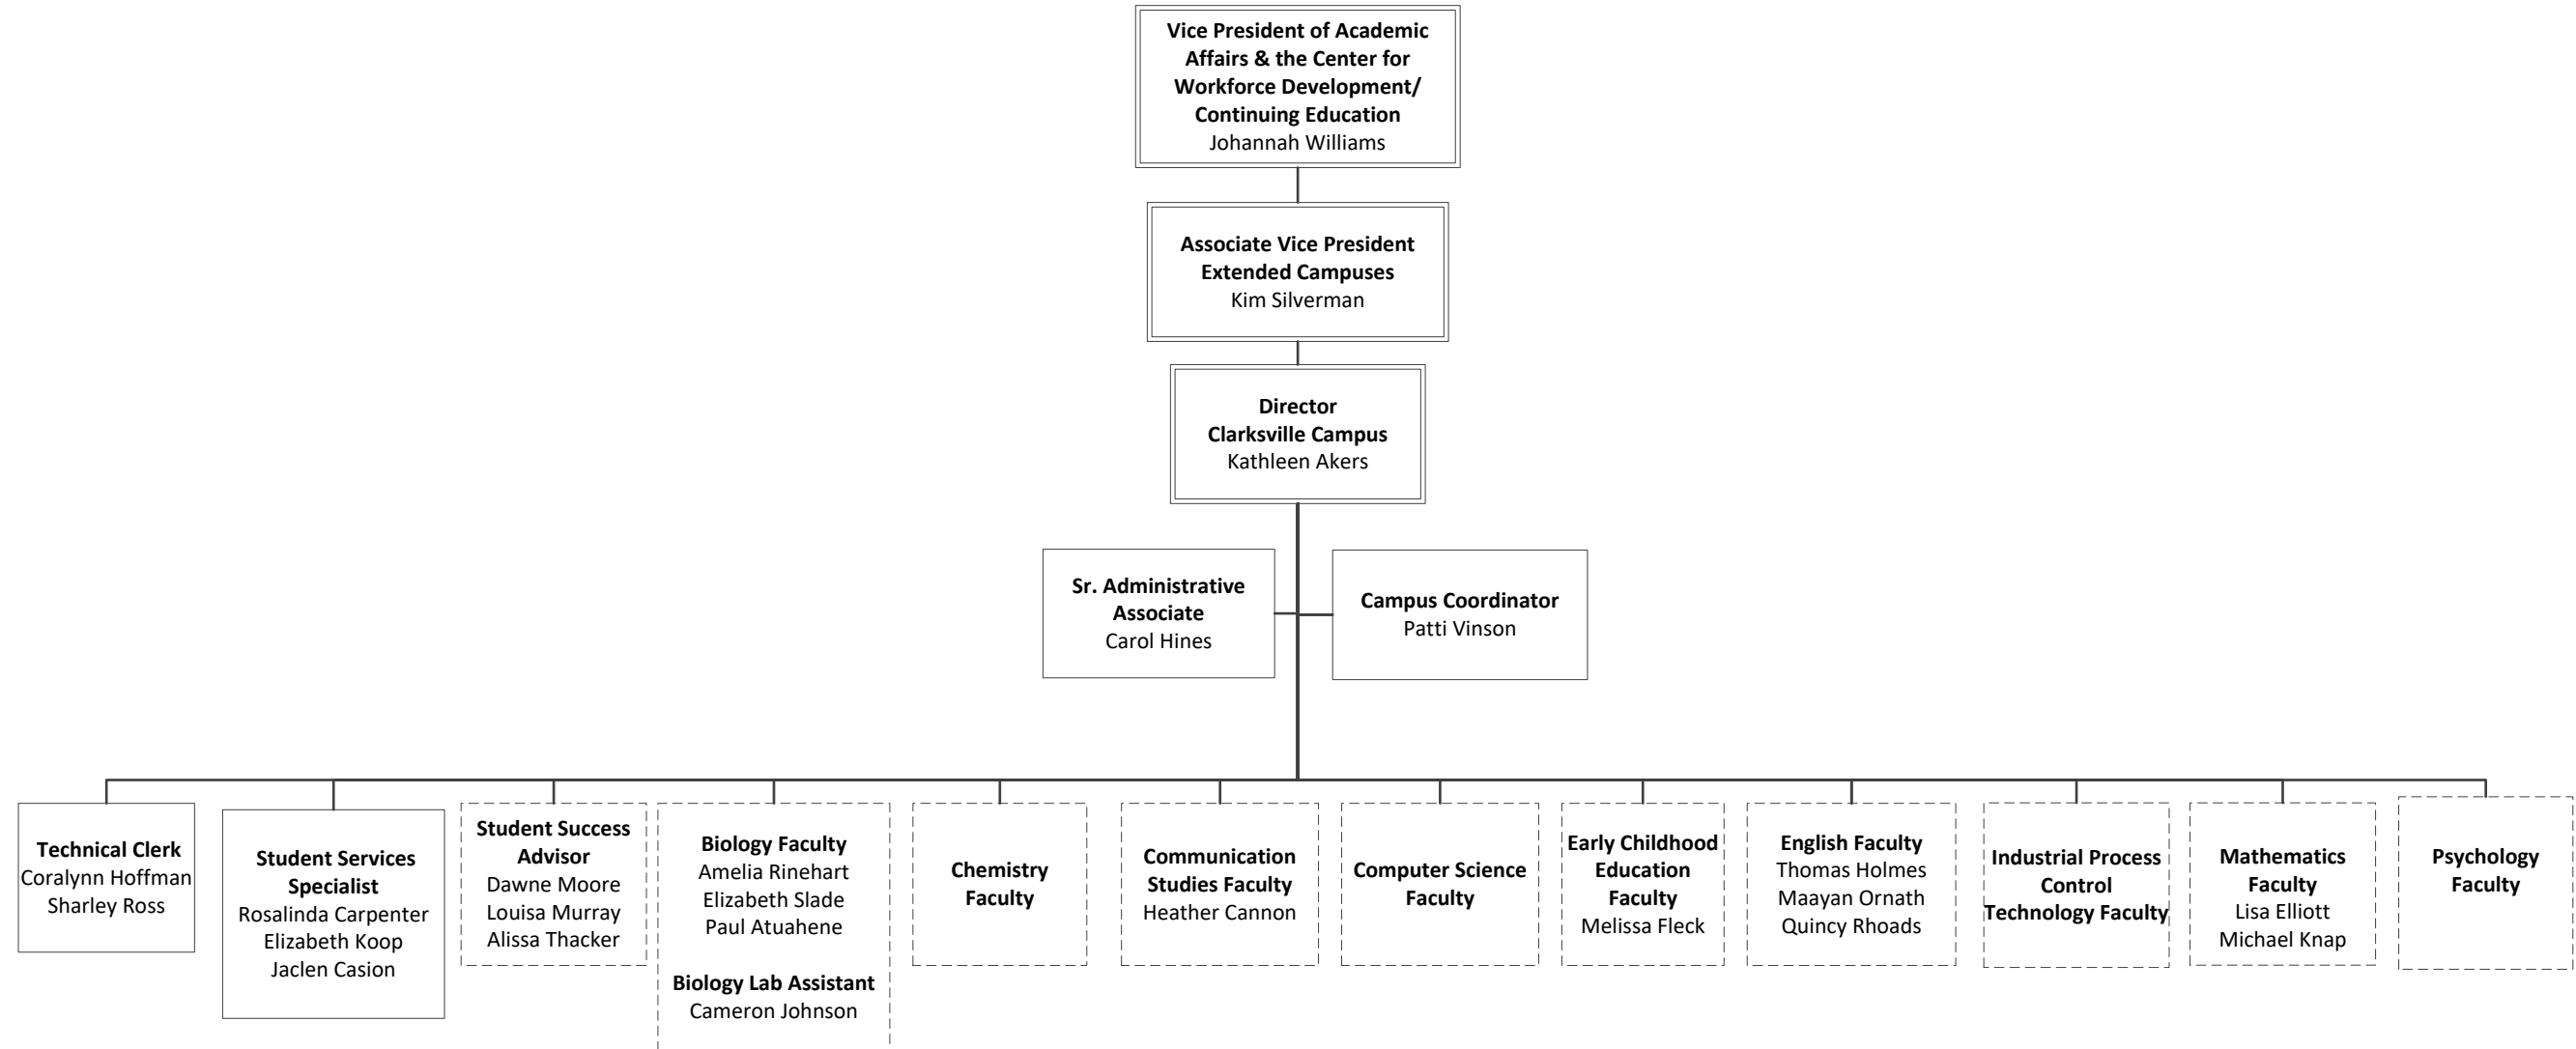 Vice President of Academic
Affairs & the Center for
Workforce Development/
Continuing Education
Johannah Williams
Associate Vice President
Extended Campuses
Kim Silverman
Director
Clarksville Campus
Kathleen Akers
Sr. Administrative
Associate
Carol Hines
Campus Coordinator
Patti Vinson
Technical Clerk
Coralynn Hoffman
Sharley Ross
Student Services
Specialist
Rosalinda Carpenter
Elizabeth Koop
Jaclen Casion
Student Success
Advisor
Dawne Moore
Louisa Murray
Alissa Thacker
Biology Faculty
Amelia Rinehart
Elizabeth Slade
Paul Atuahene
Biology Lab Assistant
Cameron Johnson
Chemistry
Faculty
Communication
Studies Faculty
Heather Cannon
Computer Science
Faculty
Early Childhood
Education
Faculty
Melissa Fleck
English Faculty
Thomas Holmes
Maayan Ornath
Quincy Rhoads
Industrial Process
Control
Technology Faculty
Mathematics
Faculty
Lisa Elliott
Michael Knap
Psychology
Faculty